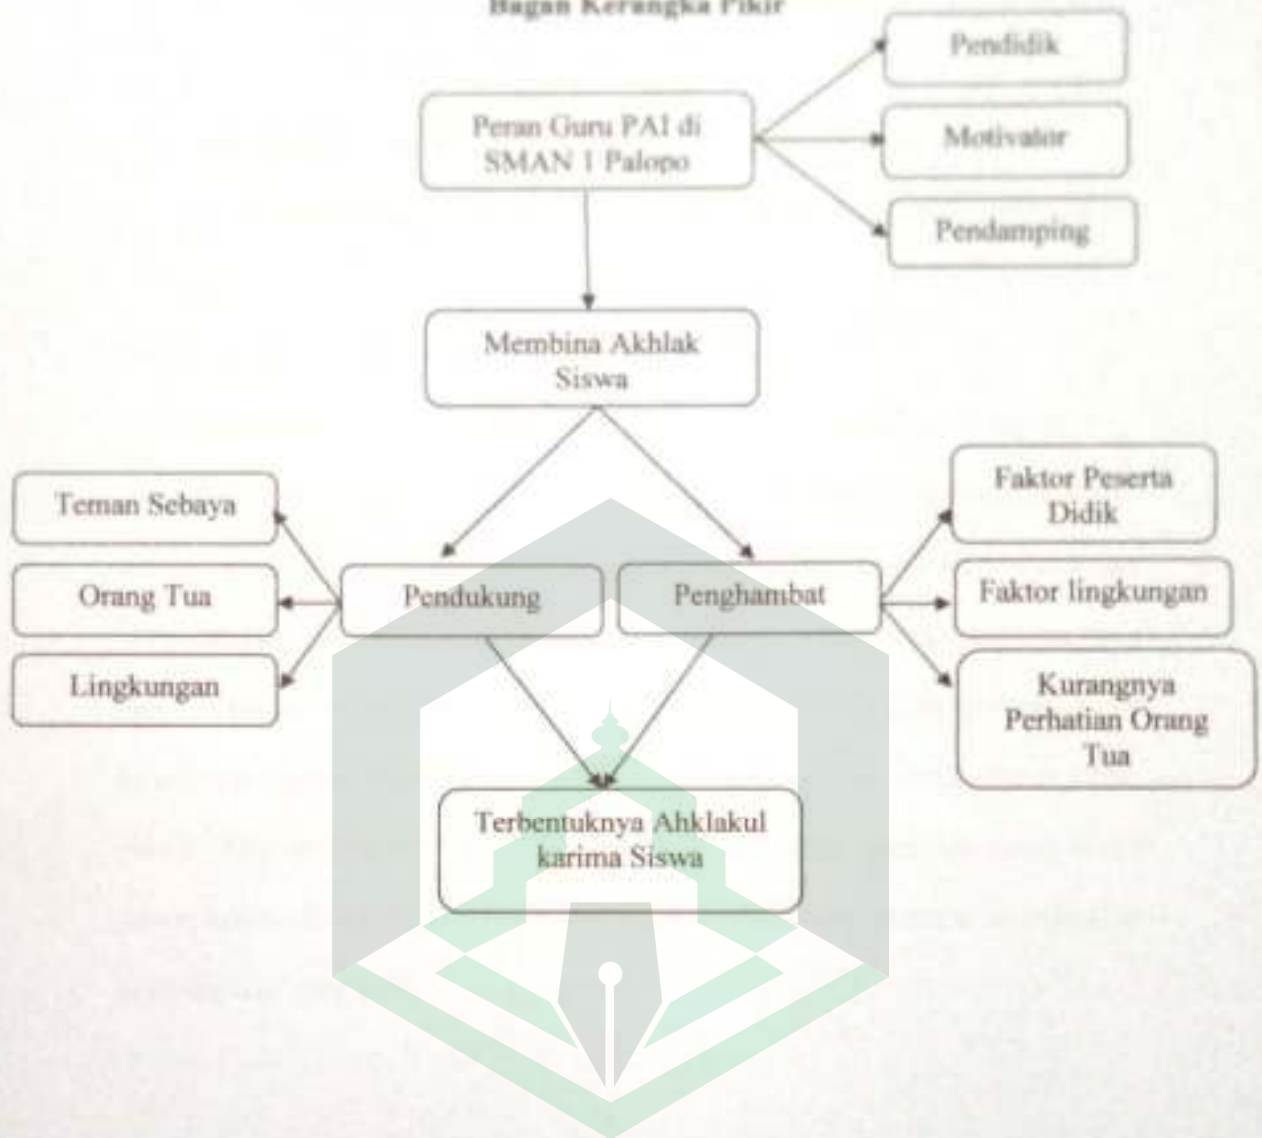 Bagan Kerangka Pikir
Pendidik
Peran Guru PAI di
SMAN 1 Palopo
Motivator
Pendamping
Membina Akhlak
Siswa
Teman Sebaya
Orang Tua
Lingkungan
Pendukung
Penghambat
Faktor Peserta
Didik
Faktor lingkungan
Kurangnya
Perhatian Orang
Tua
Terbentuknya Ahklakul
karima Siswa